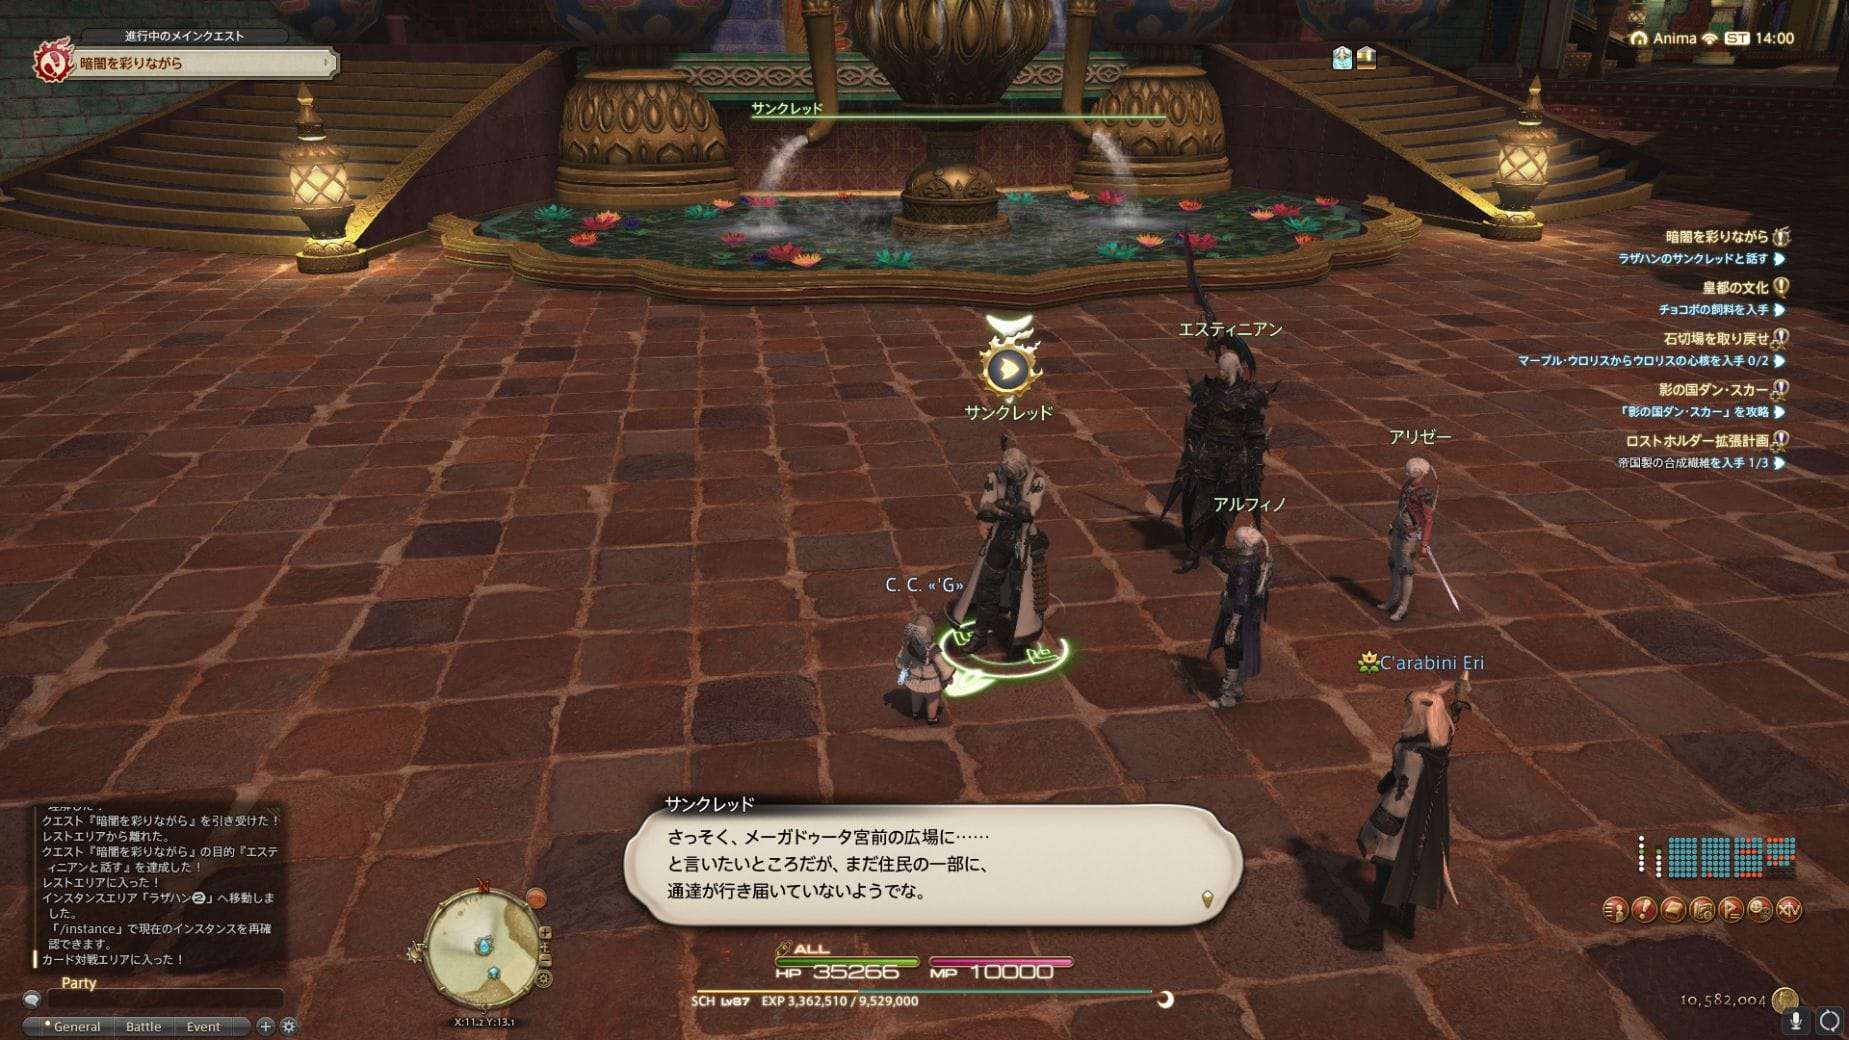 進行中のメインクエスト
暗闇を彩りながら
Anima ST 14:00
サンクレッド
暗闇を彩りながら
ラザハンのサンクレッドと話す
皇都の文化
チョコボの飼料を入手
石切場を取り戻せ
マーブル・ウロリスからウロリスの心核を入手 0/2
影の国ダン・スカー
「影の国ダン・スカー」を攻略
ロストホルダー拡張計画
帝国製の合成繊維を入手 1/3
エスティニアン
サンクレッド
アリゼー
アルフィノ
C. C. «'G»
C'arabini Eri
サンクレッド
さっそく、メーガドゥータ宮前の広場に……
と言いたいところだが、まだ住民の一部に、
通達が行き届いていないようでな。
理解した！
クエスト『暗闇を彩りながら』を引き受けた！
レストエリアから離れた。
クエスト『暗闇を彩りながら』の目的『エステ
ィニアンと話す』を達成した！
レストエリアに入った！
インスタンスエリア「ラザハン2」へ移動しま
した。
「/instance」で現在のインスタンスを再確
認できます。
カード対戦エリアに入った！
Party
General Battle Event
X:11.2 Y:13.1
ALL
HP 35266 MP 10000
SCH Lv87 EXP 3,362,510 / 9,529,000
XIV
10,582,004